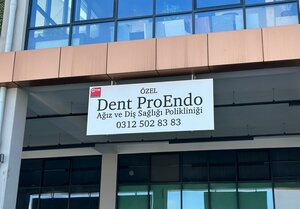 ÖZEL
Dent ProEndo
Ağız ve Diş Sağlığı Polikliniği
0312 502 83 83